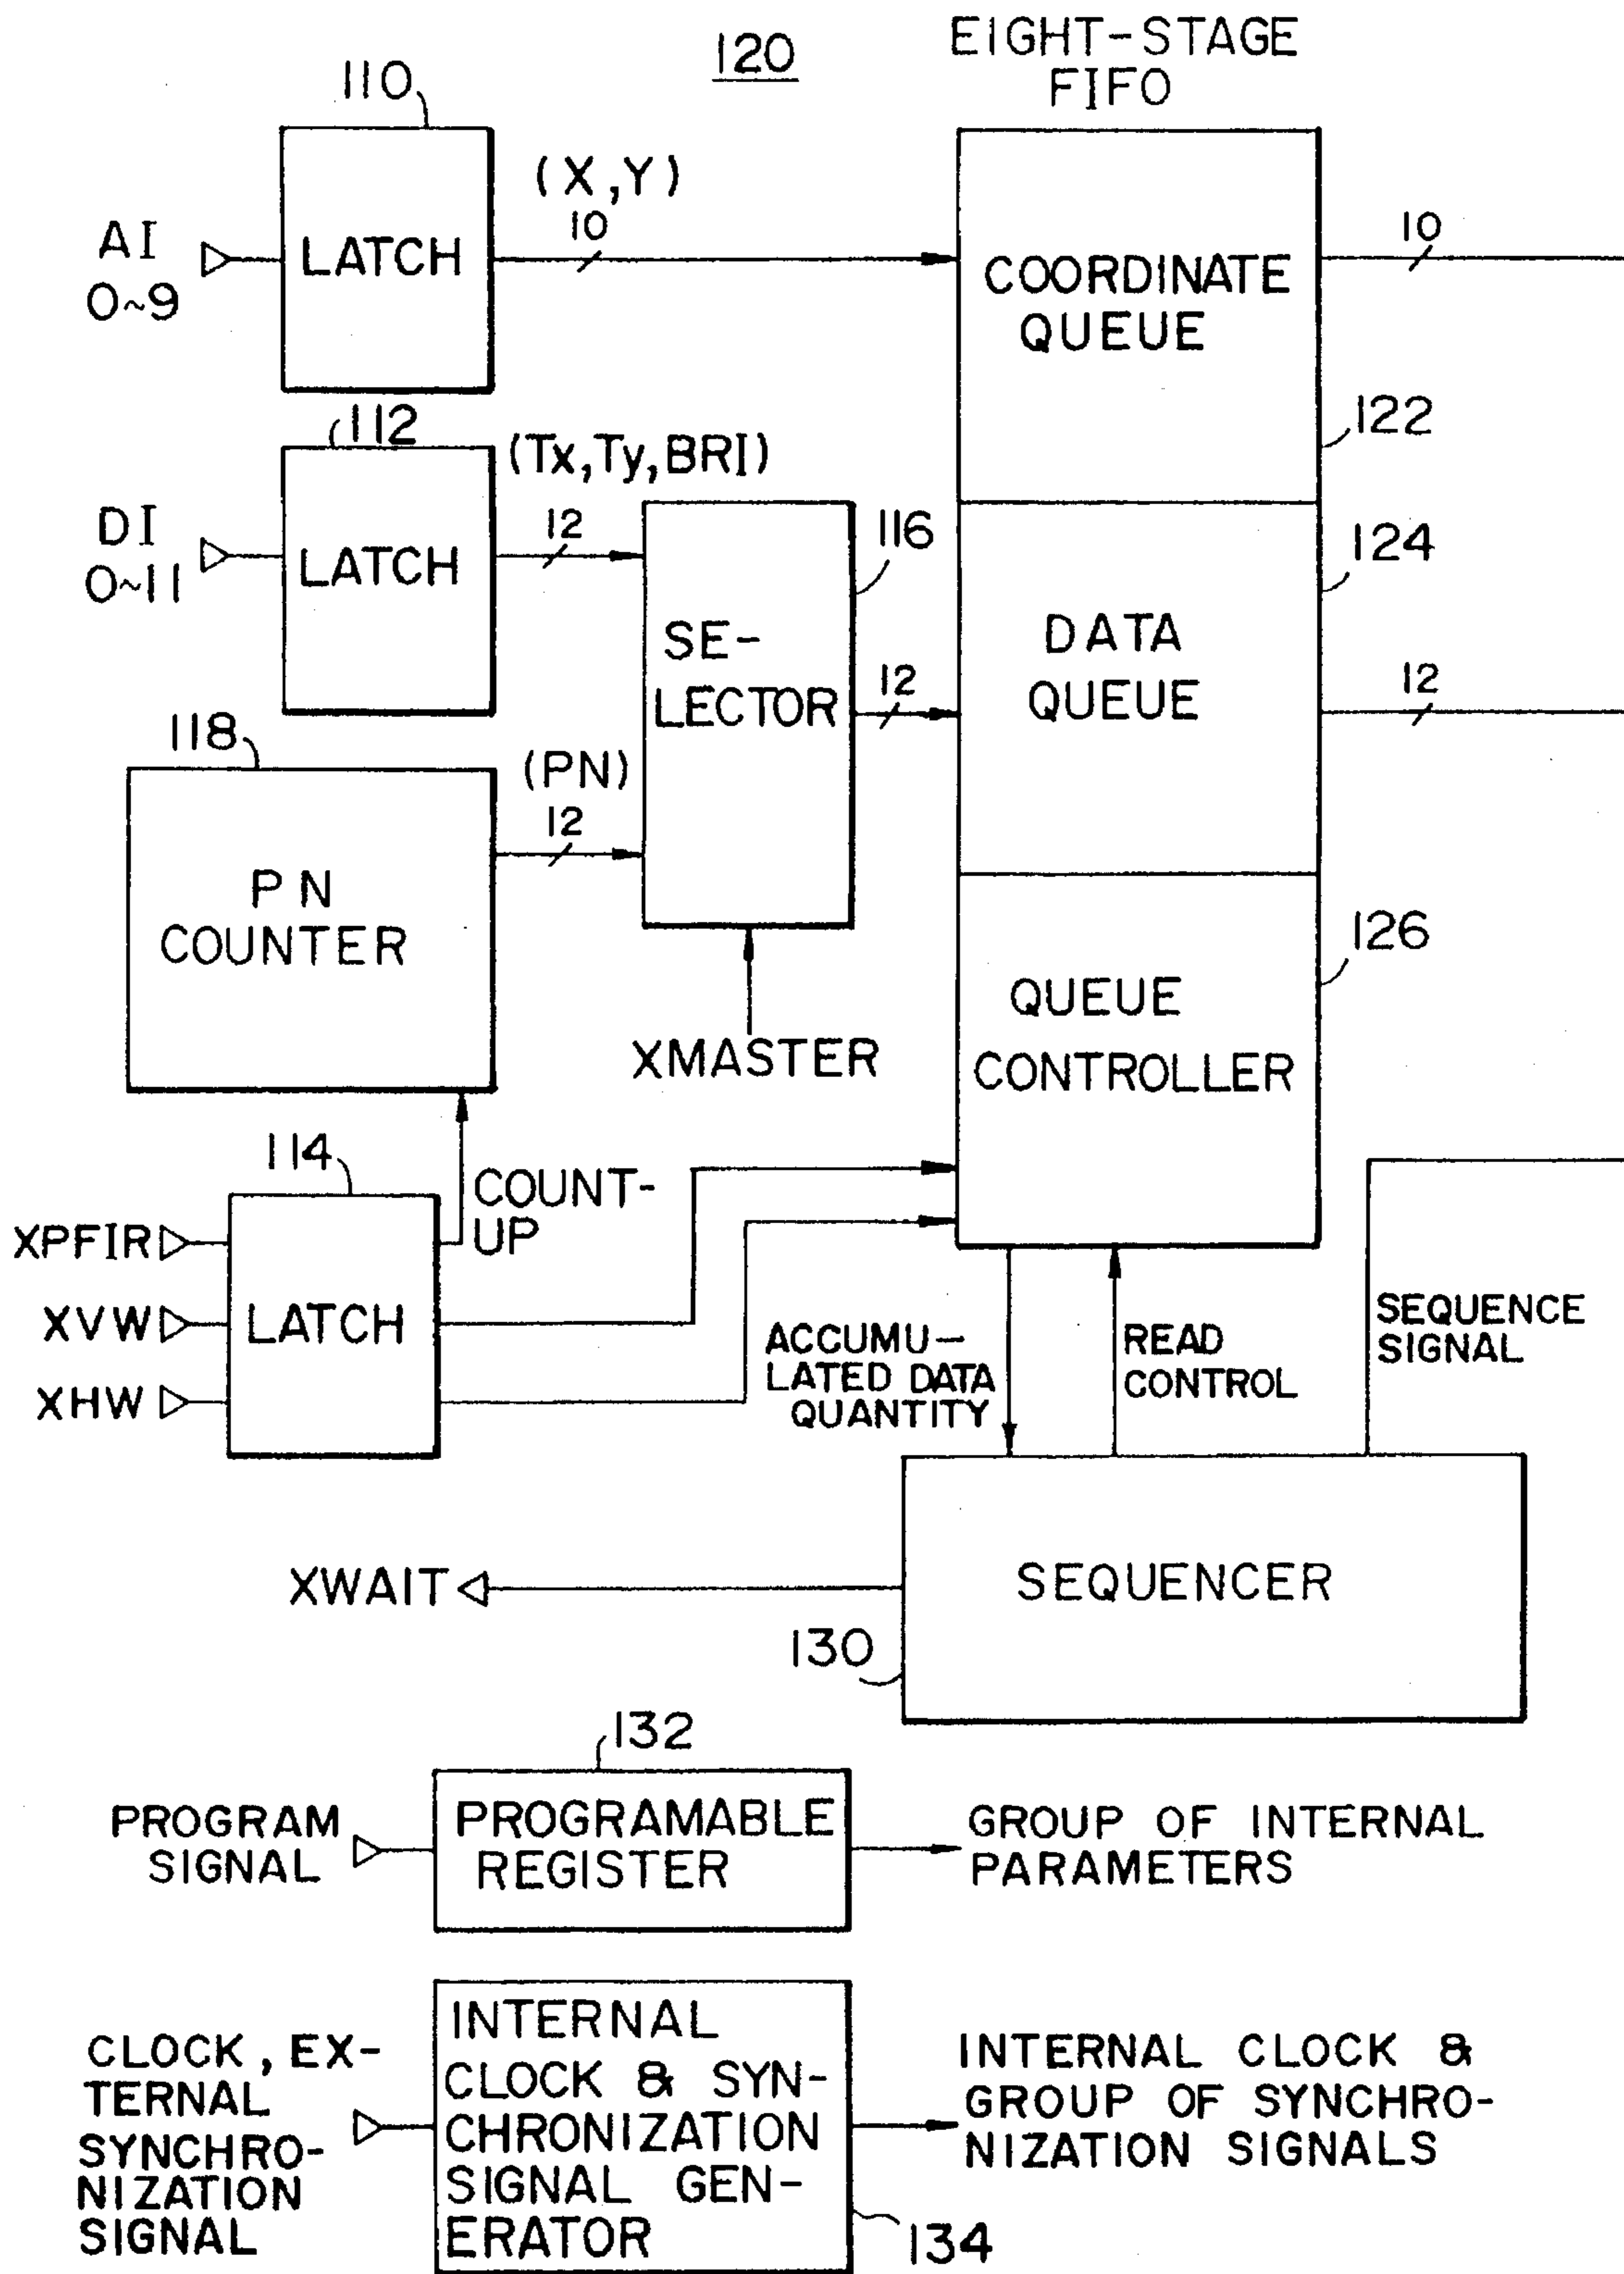 120
EIGHT-STAGE
FIFO
110
AI
0~9
LATCH
(X,Y)
10
COORDINATE
QUEUE
10
122
112
DI
0~11
LATCH
(Tx,Ty,BRI)
12
SE-
LECTOR
116
12
DATA
QUEUE
124
12
118
PN
COUNTER
(PN)
12
XMASTER
QUEUE
CONTROLLER
126
114
COUNT-
UP
XPFIR
XVW
XHW
LATCH
ACCUMU-
LATED DATA
QUANTITY
READ
CONTROL
SEQUENCE
SIGNAL
XWAIT
SEQUENCER
130
132
PROGRAM
SIGNAL
PROGRAMABLE
REGISTER
GROUP OF INTERNAL
PARAMETERS
CLOCK, EX-
TERNAL
SYNCHRO-
NIZATION
SIGNAL
INTERNAL
CLOCK & SYN-
CHRONIZATION
SIGNAL GEN-
ERATOR
134
INTERNAL CLOCK &
GROUP OF SYNCHRO-
NIZATION SIGNALS